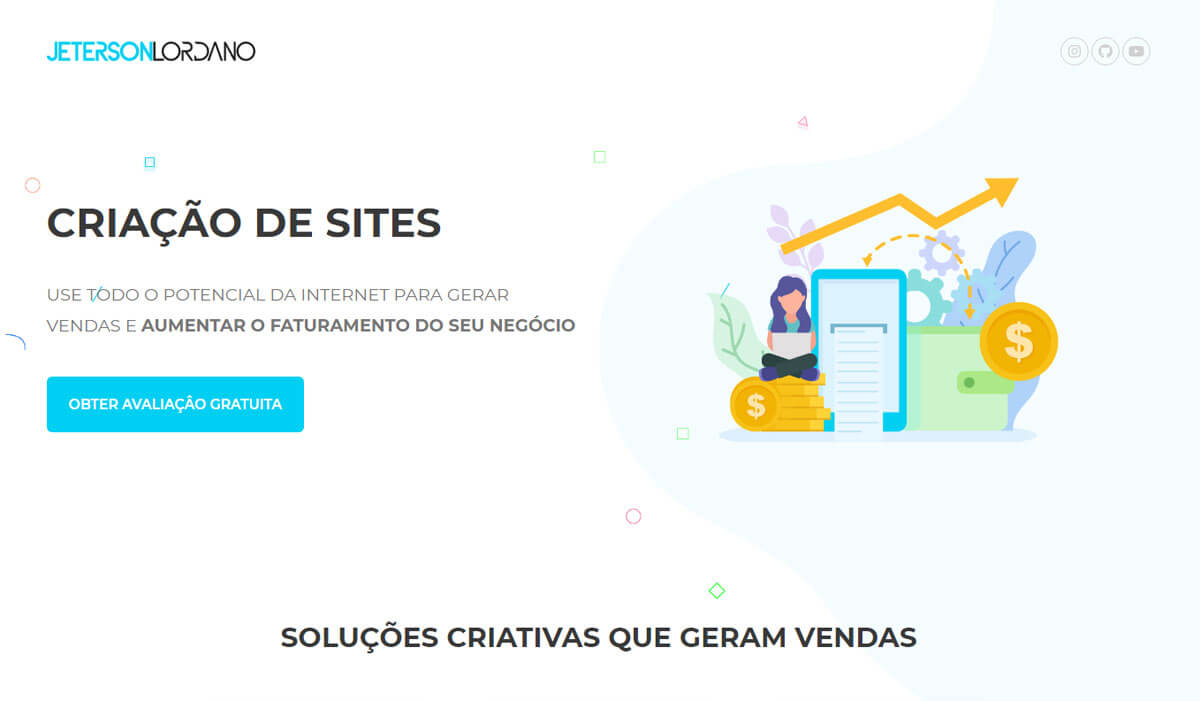 JETERSONLORDANO
CRIAÇÃO DE SITES
USE TODO O POTENCIAL DA INTERNET PARA GERAR
VENDAS E AUMENTAR O FATURAMENTO DO SEU NEGÓCIO
OBTER AVALIAÇÂO GRATUITA
$
$
SOLUÇÕES CRIATIVAS QUE GERAM VENDAS